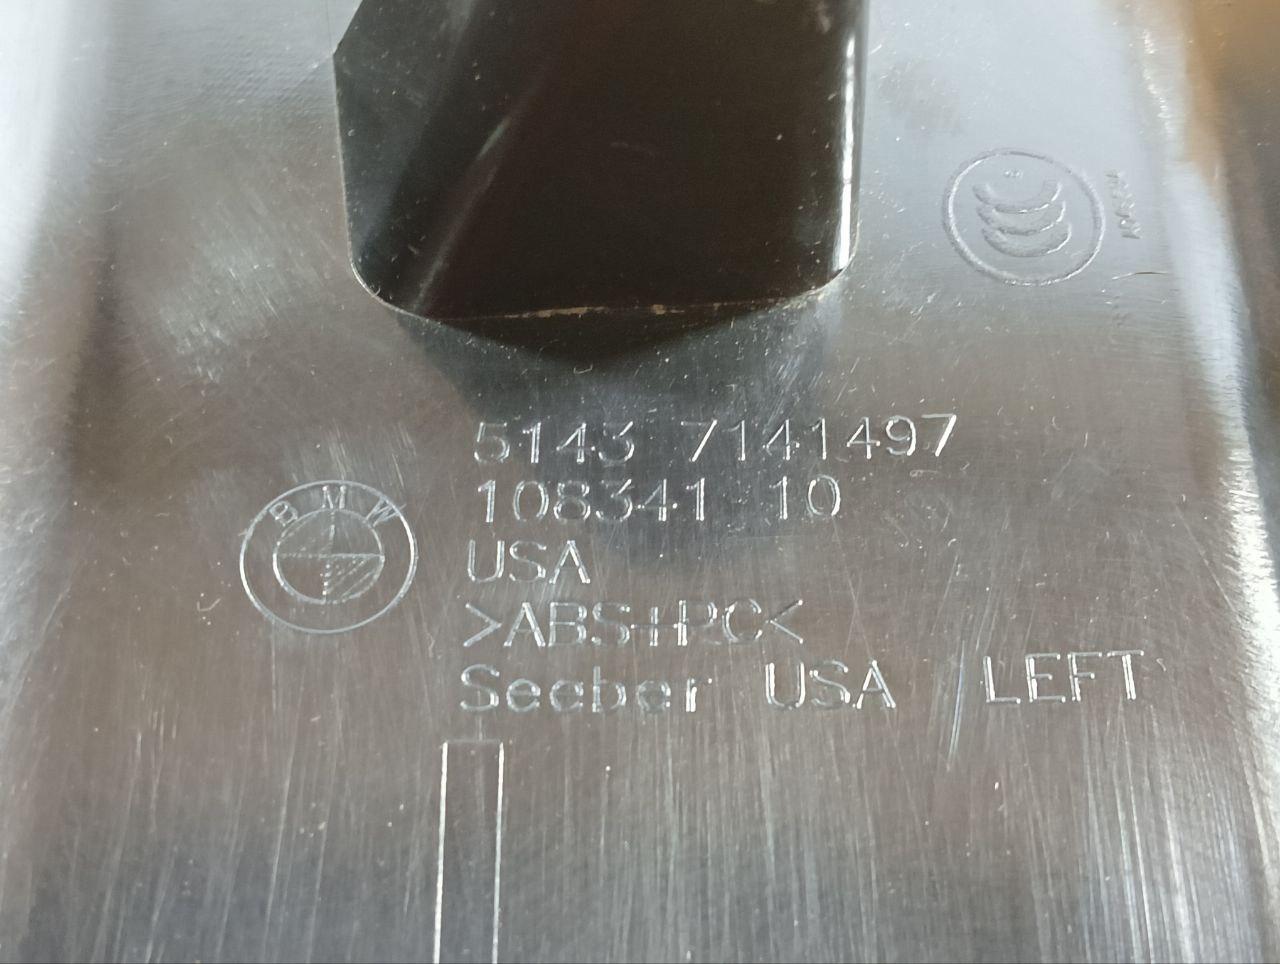 5143 7141497
108341 10
BMW
USA
>ABS+PC<
Seeber USA /LEFT